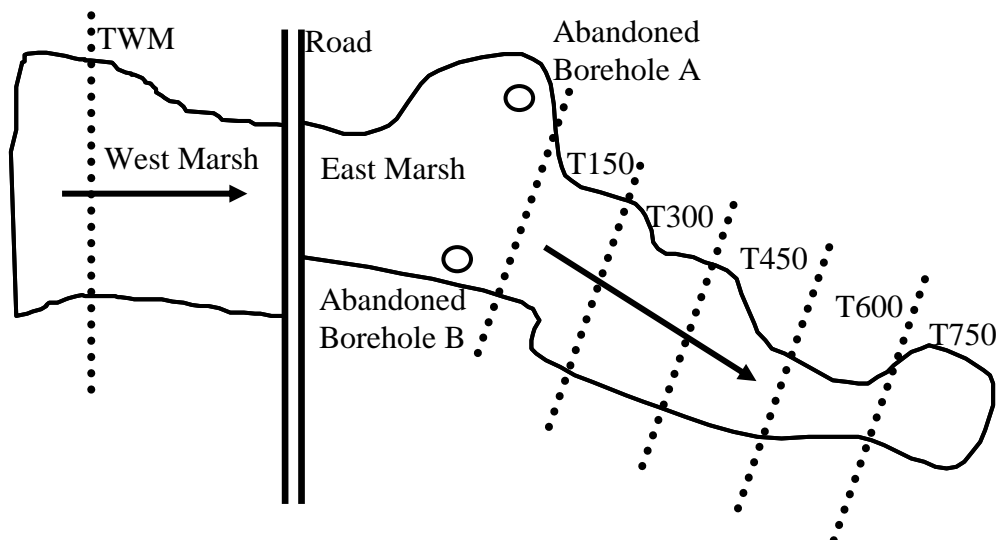 TWM
Road
Abandoned
Borehole A
West Marsh
East Marsh
T150
T300
T450
T600
T750
Abandoned
Borehole B